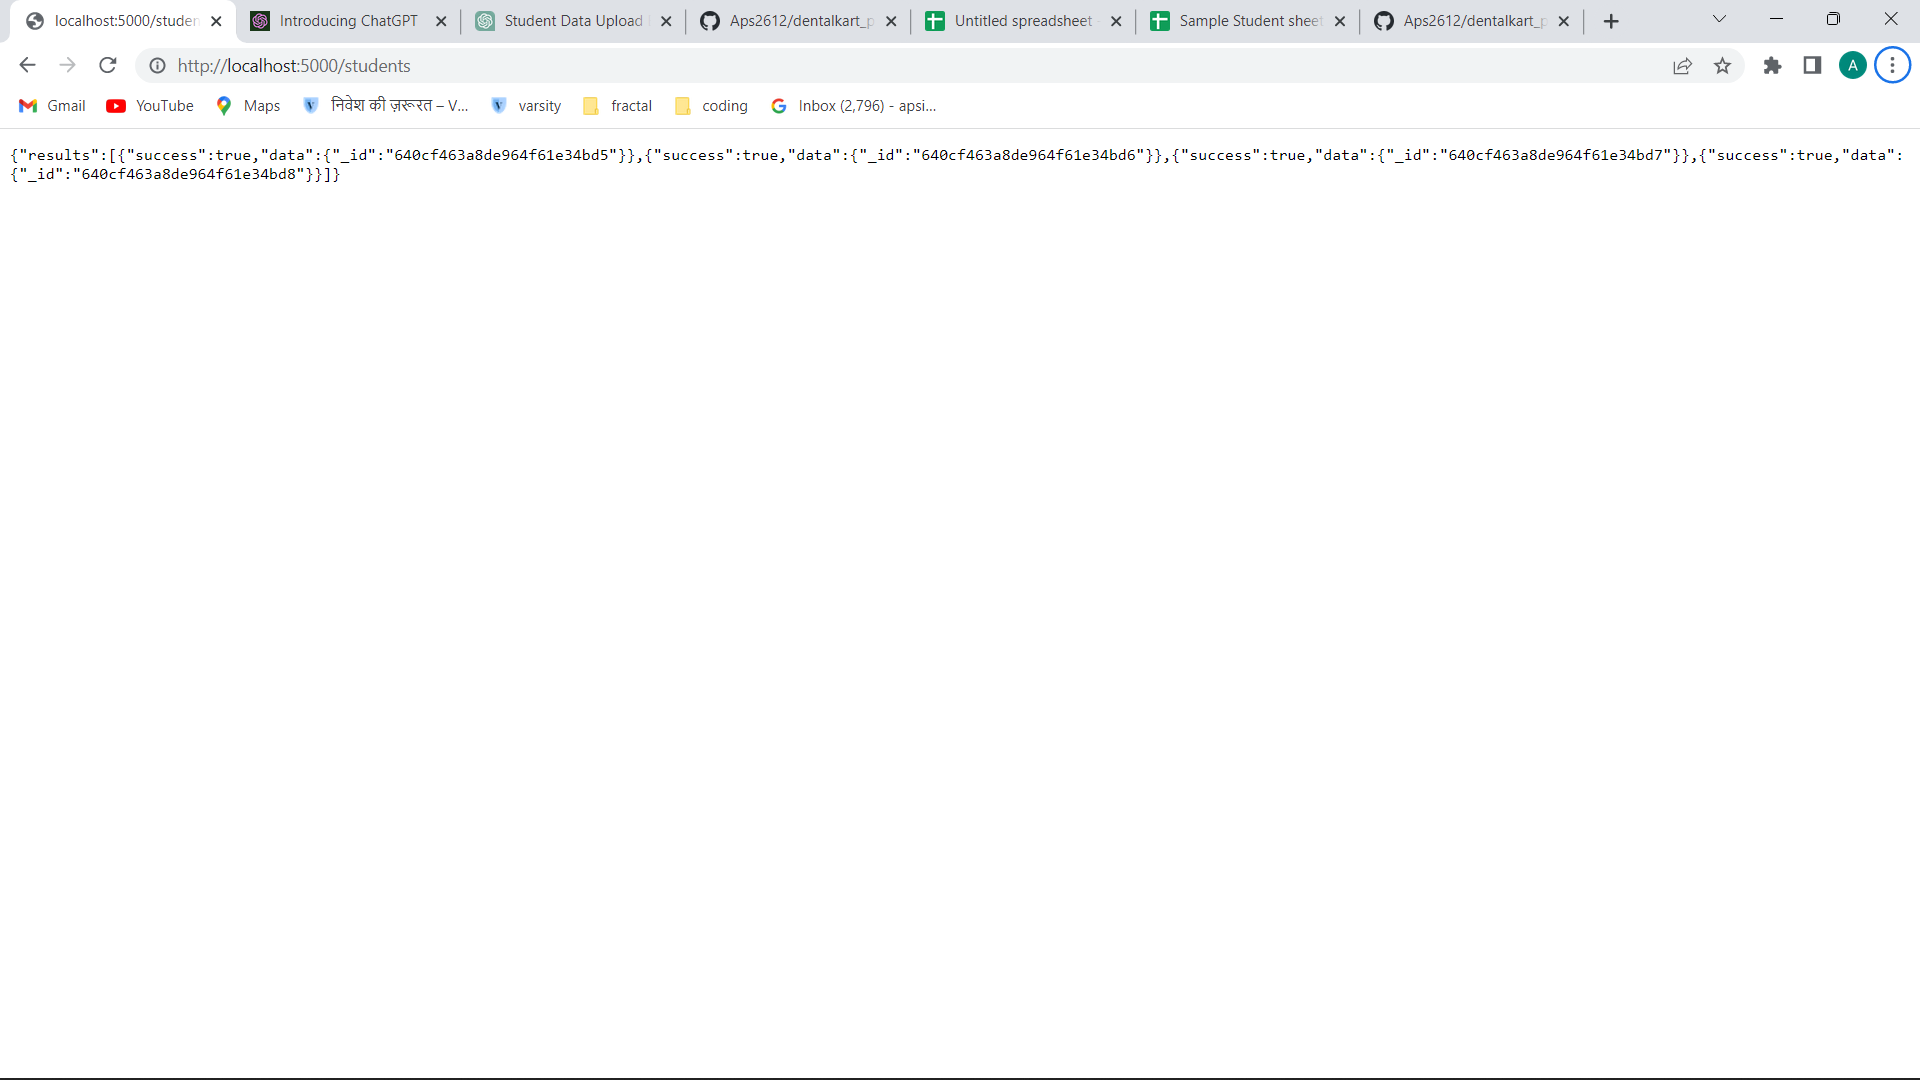 localhost:5000/studen
Introducing ChatGPT
Student Data Upload
Aps2612/dentalkart_p
Untitled spreadsheet
Sample Student sheet
Aps2612/dentalkart_p
http://localhost:5000/students
A
Gmail
YouTube
Maps
निवेश की ज़रूरत – V...
varsity
fractal
coding
Inbox (2,796) - apsi...
{"results":[{"success":true,"data":{"_id":"640cf463a8de964f61e34bd5"}},{"success":true,"data":{"_id":"640cf463a8de964f61e34bd6"}},{"success":true,"data":{"_id":"640cf463a8de964f61e34bd7"}},{"success":true,"data":
{"_id":"640cf463a8de964f61e34bd8"}}]}